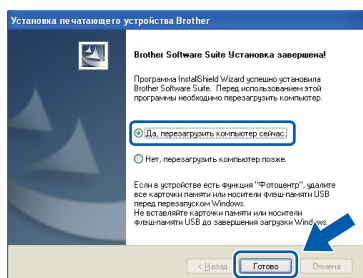 Установка печатающего устройства Brother
Brother Software Suite Установка завершена!
Программа InstallShield Wizard успешно установила
Brother Software Suite. Перед использованием этой
программы необходимо перезагрузить компьютер.
Да, перезагрузить компьютер сейчас.
Нет, перезагрузить компьютер позже.
Если в устройстве есть функция "Фотоцентр", удалите
все карточки памяти или носители флэш-памяти USB
перед перезапуском Windows.
Не вставляйте карточки памяти или носители
флэш-памяти USB до завершения загрузки Windows.
< Назад Готово Отмена